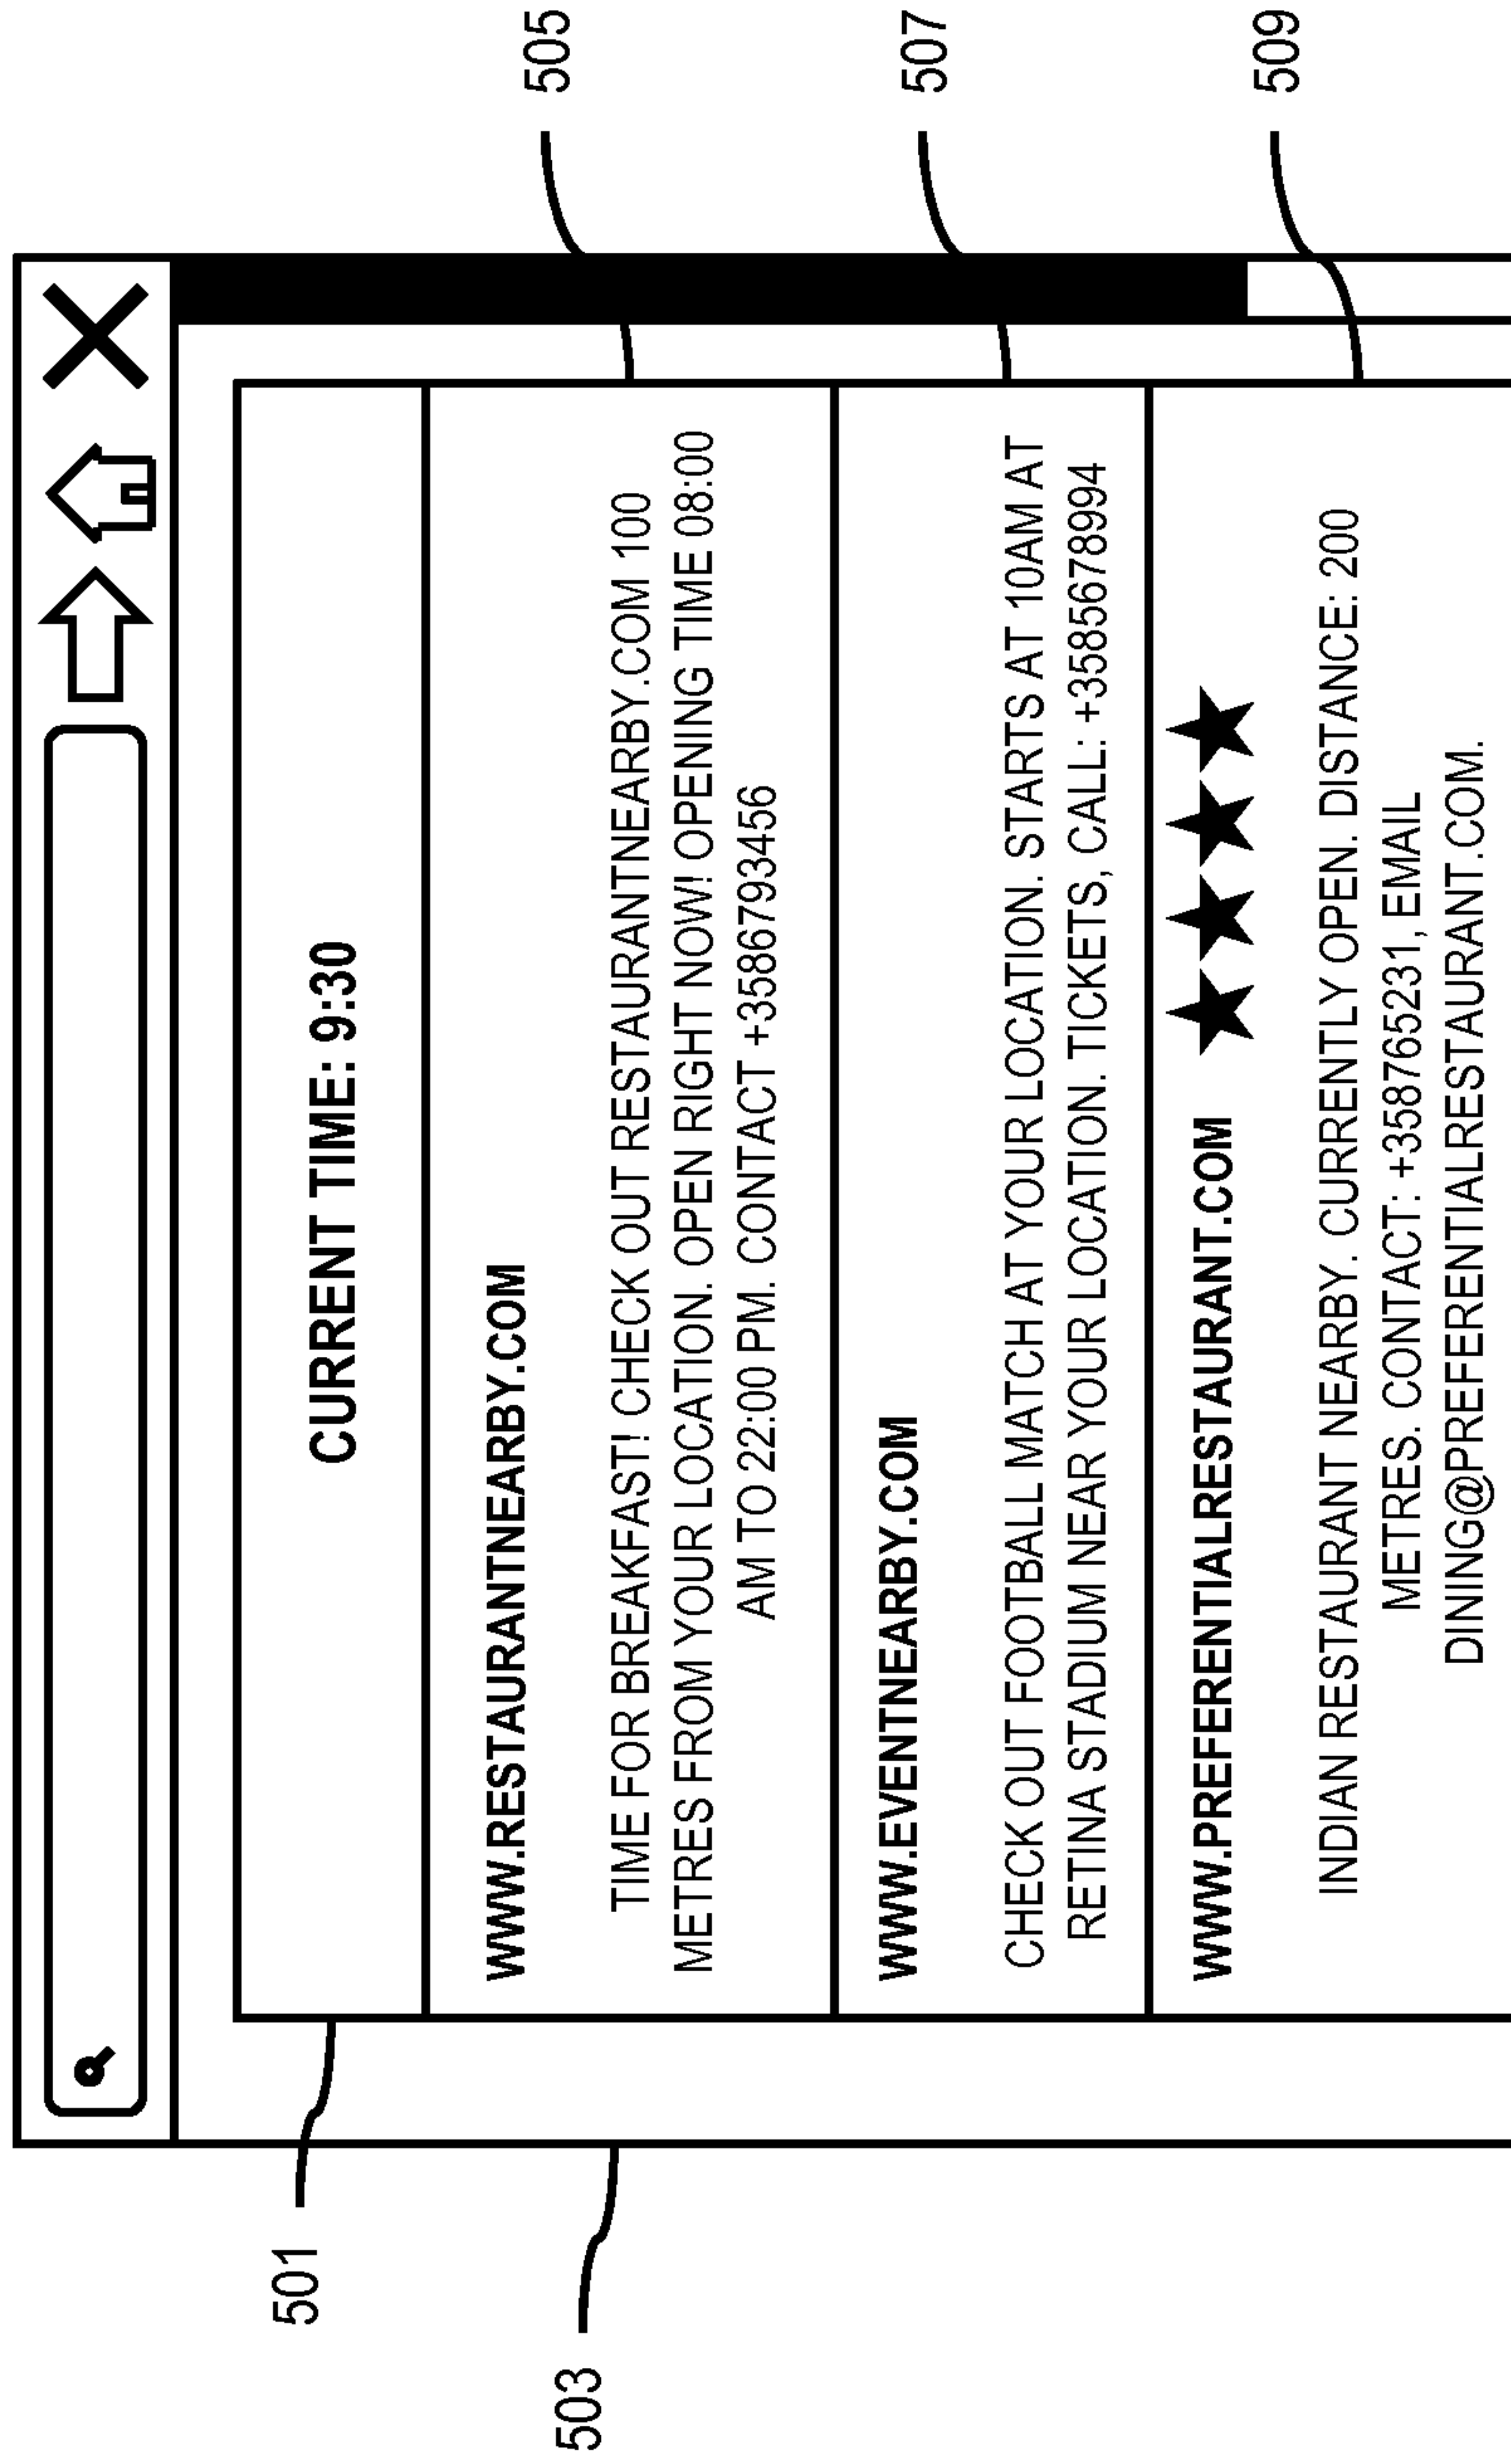 CURRENT TIME: 9:30
501
503
WWW.RESTAURANTNEARBY.COM
TIME FOR BREAKFAST! CHECK OUT RESTAURANTNEARBY.COM 100
METRES FROM YOUR LOCATION. OPEN RIGHT NOW! OPENING TIME 08:00
AM TO 22:00 PM. CONTACT +3586793456
505
WWW.EVENTNEARBY.COM
CHECK OUT FOOTBALL MATCH AT YOUR LOCATION. STARTS AT 10AM AT
RETINA STADIUM NEAR YOUR LOCATION. TICKETS, CALL: +3585678994
507
WWW.PREFERENTIALRESTAURANT.COM
INDIAN RESTAURANT NEARBY. CURRENTLY OPEN. DISTANCE: 200
METRES. CONTACT: +358765231, EMAIL
DINING@PREFERENTIALRESTAURANT.COM.
509